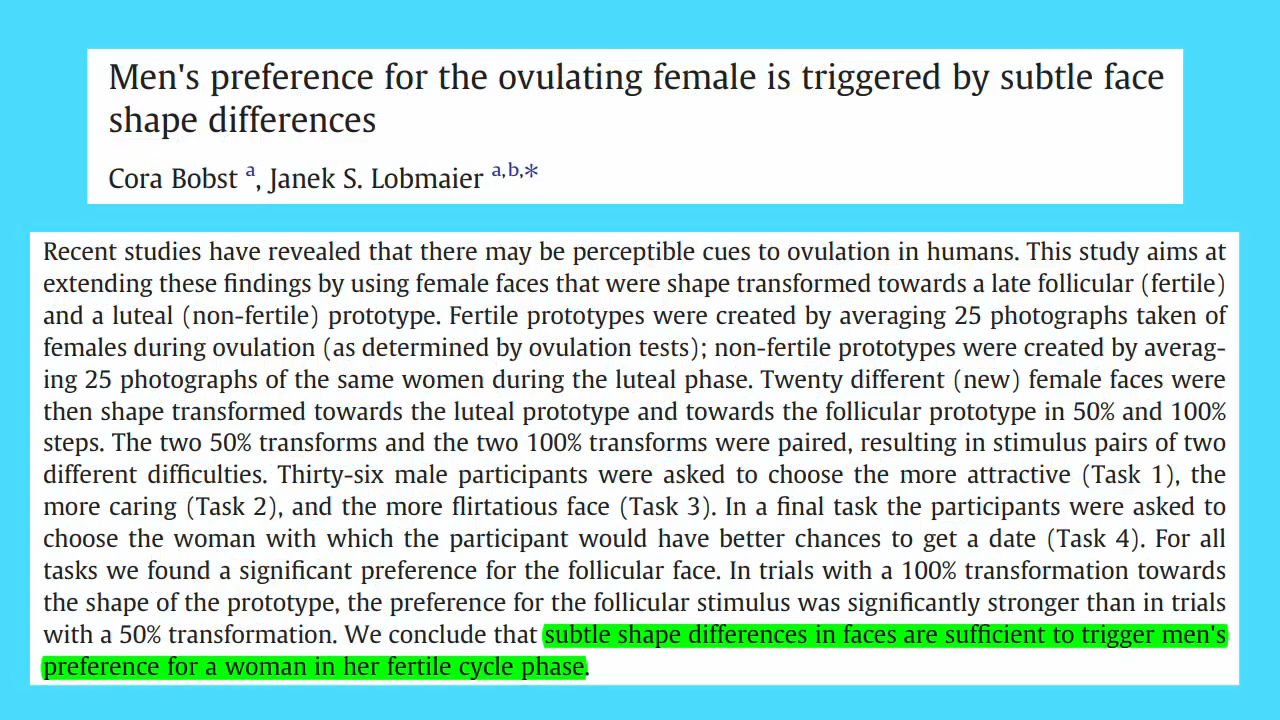 Men's preference for the ovulating female is triggered by subtle face
shape differences
Cora Bobst a, Janek S. Lobmaier a,b,*
Recent studies have revealed that there may be perceptible cues to ovulation in humans. This study aims at
extending these findings by using female faces that were shape transformed towards a late follicular (fertile)
and a luteal (non-fertile) prototype. Fertile prototypes were created by averaging 25 photographs taken of
females during ovulation (as determined by ovulation tests); non-fertile prototypes were created by averag-
ing 25 photographs of the same women during the luteal phase. Twenty different (new) female faces were
then shape transformed towards the luteal prototype and towards the follicular prototype in 50% and 100%
steps. The two 50% transforms and the two 100% transforms were paired, resulting in stimulus pairs of two
different difficulties. Thirty-six male participants were asked to choose the more attractive (Task 1), the
more caring (Task 2), and the more flirtatious face (Task 3). In a final task the participants were asked to
choose the woman with which the participant would have better chances to get a date (Task 4). For all
tasks we found a significant preference for the follicular face. In trials with a 100% transformation towards
the shape of the prototype, the preference for the follicular stimulus was significantly stronger than in trials
with a 50% transformation. We conclude that subtle shape differences in faces are sufficient to trigger men's
preference for a woman in her fertile cycle phase.